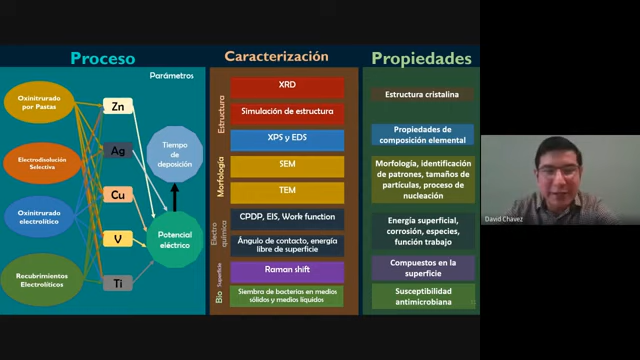 Proceso
Parámetros
Oxinitrurado
por Pastas
Electrodisolución
Selectiva
Oxinitrurado
electrolítico
Recubrimientos
Electrolíticos
Zn
Ag
Cu
V
Ti
Tiempo
de
deposición
Potencial
eléctrico
Caracterización
Estructura
XRD
Simulación de estructura
XPS y EDS
Morfología
SEM
TEM
Electro
química
CPDP, EIS, Work function
Ángulo de contacto, energía
libre de superficie
Superficie
Raman shift
Bio
Siembra de bacterias en medios
sólidos y medios líquidos
Propiedades
Estructura cristalina
Propiedades
de composición elemental
Morfología, identificación
de patrones, tamaños de
partículas, proceso de
nucleación
Energía superficial,
corrosión, especies,
función trabajo
Compuestos en la
superficie
Susceptibilidad
antimicrobiana
David Chavez